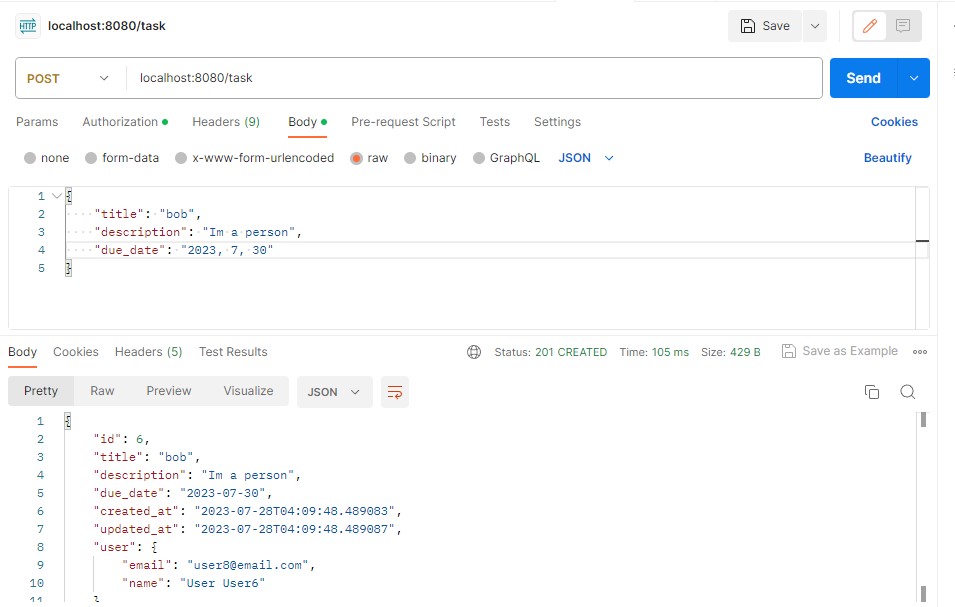 HTTP localhost:8080/task Save
POST localhost:8080/task Send
Params Authorization Headers (9) Body Pre-request Script Tests Settings Cookies
none form-data x-www-form-urlencoded raw binary GraphQL JSON Beautify
1 {
2 "title": "bob",
3 "description": "Im a person",
4 "due_date": "2023, 7, 30"
5 }
Body Cookies Headers (5) Test Results Status: 201 CREATED Time: 105 ms Size: 429 B Save as Example
Pretty Raw Preview Visualize JSON
1 {
2 "id": 6,
3 "title": "bob",
4 "description": "Im a person",
5 "due_date": "2023-07-30",
6 "created_at": "2023-07-28T04:09:48.489083",
7 "updated_at": "2023-07-28T04:09:48.489087",
8 "user": {
9 "email": "user8@email.com",
10 "name": "User User6"
11 }